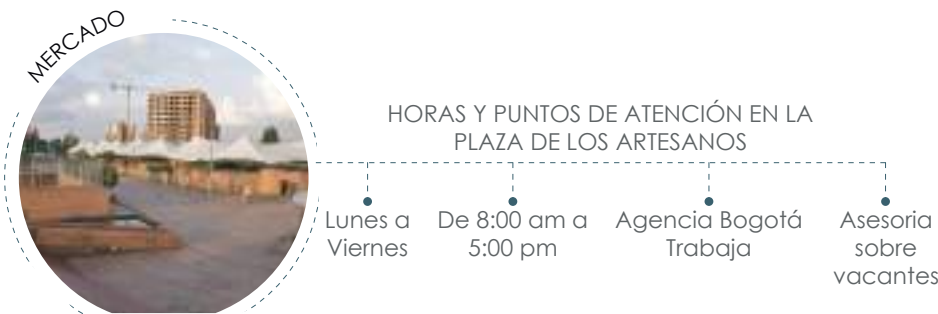 MERCADO
HORAS Y PUNTOS DE ATENCIÓN EN LA
PLAZA DE LOS ARTESANOS
Lunes a
Viernes
De 8:00 am a
5:00 pm
Agencia Bogotá
Trabaja
Asesoria
sobre
vacantes